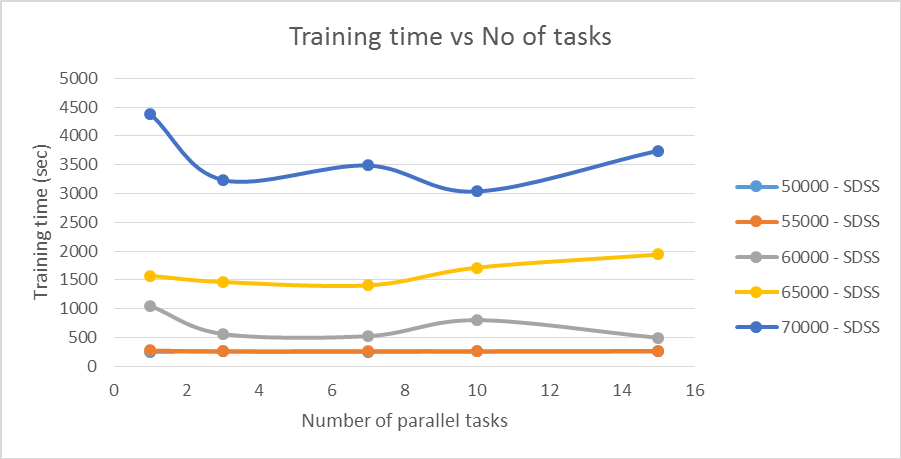 Training time vs No of tasks
Training time (sec)
5000
4500
4000
3500
3000
2500
2000
1500
1000
500
0
0 2 4 6 8 10 12 14 16
Number of parallel tasks
50000 - SDSS
55000 - SDSS
60000 - SDSS
65000 - SDSS
70000 - SDSS